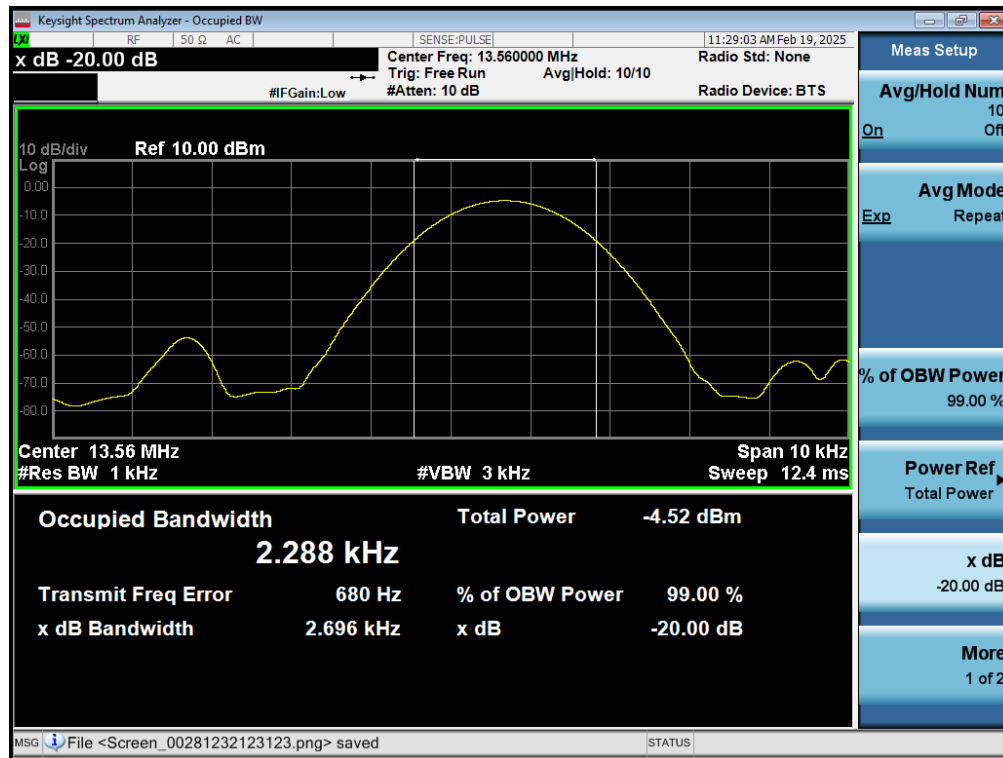 Keysight Spectrum Analyzer - Occupied BW
LXI RF 50 Ω AC SENSE:PULSE 11:29:03 AM Feb 19, 2025
x dB -20.00 dB
Center Freq: 13.560000 MHz Radio Std: None
Trig: Free Run Avg|Hold: 10/10
#IFGain:Low #Atten: 10 dB Radio Device: BTS
10 dB/div Ref 10.00 dBm
Log
0.00
-10.0
-20.0
-30.0
-40.0
-50.0
-60.0
-70.0
-80.0
Center 13.56 MHz Span 10 kHz
#Res BW 1 kHz #VBW 3 kHz Sweep 12.4 ms
Occupied Bandwidth Total Power -4.52 dBm
2.288 kHz
Transmit Freq Error 680 Hz % of OBW Power 99.00 %
x dB Bandwidth 2.696 kHz x dB -20.00 dB
MSG File <Screen_00281232123123.png> saved STATUS
Meas Setup
Avg/Hold Num
10
On Off
Avg Mode
Exp Repeat
% of OBW Power
99.00 %
Power Ref
Total Power
x dB
-20.00 dB
More
1 of 2